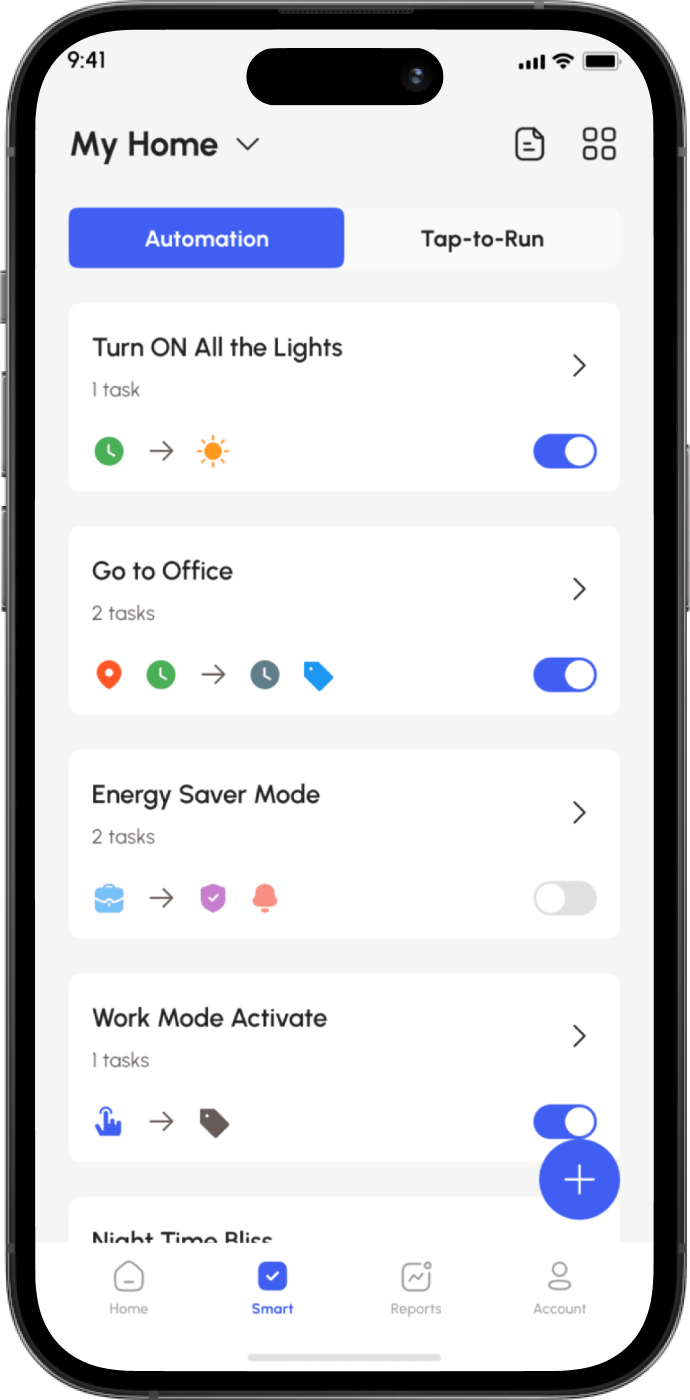 9:41
My Home
Automation
Tap-to-Run
Turn ON All the Lights
1 task
Go to Office
2 tasks
Energy Saver Mode
2 tasks
Work Mode Activate
1 tasks
Night Time Bliss
Home
Smart
Reports
Account